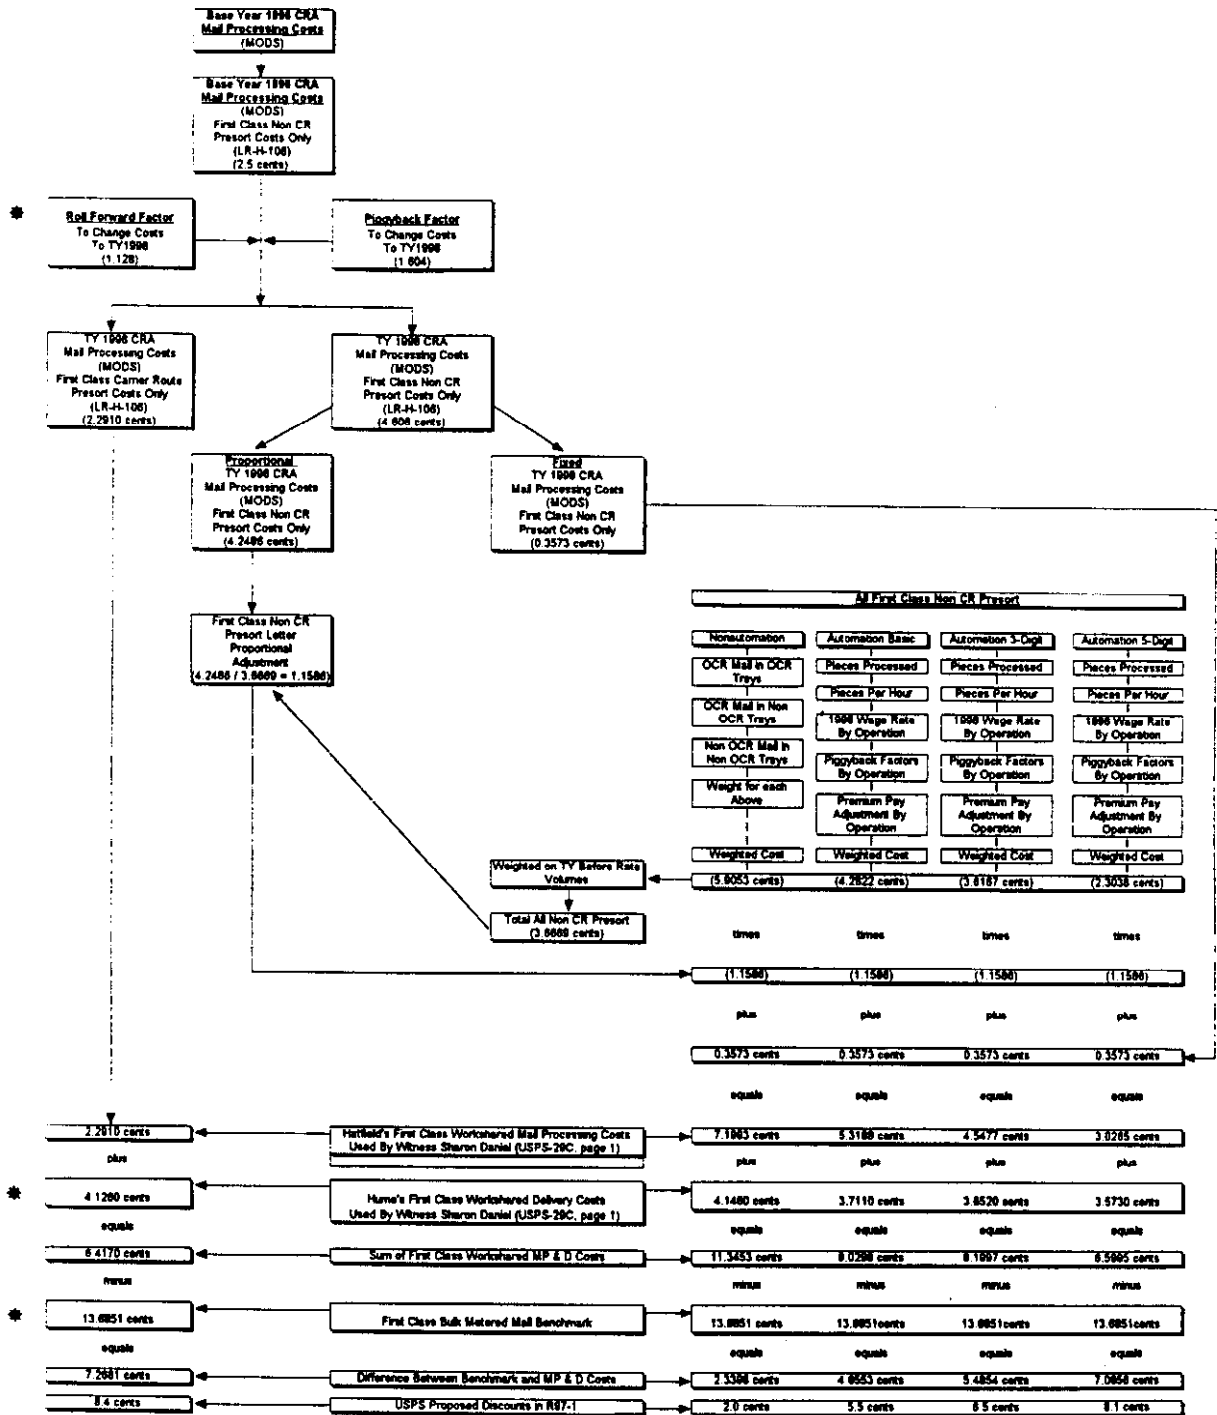 Base Year 1996 CRA
Mail Processing Costs
(MODS)
Base Year 1996 CRA
Mail Processing Costs
(MODS)
First Class Non CR
Presort Costs Only
(LR-H-106)
(2.5 cents)
Roll Forward Factor
To Change Costs
To TY1998
(1.128)
Piggyback Factor
To Change Costs
To TY1998
(1.604)
TY 1998 CRA
Mail Processing Costs
(MODS)
First Class Carrier Route
Presort Costs Only
(LR-H-106)
(2.2910 cents)
TY 1998 CRA
Mail Processing Costs
(MODS)
First Class Non CR
Presort Costs Only
(LR-H-106)
(4.606 cents)
Proportional
TY 1998 CRA
Mail Processing Costs
(MODS)
First Class Non CR
Presort Costs Only
(4.2486 cents)
Fixed
TY 1998 CRA
Mail Processing Costs
(MODS)
First Class Non CR
Presort Costs Only
(0.3573 cents)
First Class Non CR
Presort Letter
Proportional
Adjustment
(4.2486 / 3.6669 = 1.1586)
All First Class Non CR Presort
Nonautomation
OCR Mail in OCR
Trays
OCR Mail in Non
OCR Trays
Non OCR Mail in
Non OCR Trays
Weight for each
Above
Weighted Cost
(5.9053 cents)
Automation Basic
Pieces Processed
Pieces Per Hour
1998 Wage Rate
By Operation
Piggyback Factors
By Operation
Premium Pay
Adjustment By
Operation
Weighted Cost
(4.2822 cents)
Automation 3-Digit
Pieces Processed
Pieces Per Hour
1998 Wage Rate
By Operation
Piggyback Factors
By Operation
Premium Pay
Adjustment By
Operation
Weighted Cost
(3.6167 cents)
Automation 5-Digit
Pieces Processed
Pieces Per Hour
1998 Wage Rate
By Operation
Piggyback Factors
By Operation
Premium Pay
Adjustment By
Operation
Weighted Cost
(2.3038 cents)
Weighted on TY Before Rate
Volumes
Total All Non CR Presort
(3.6669 cents)
times times times times
(1.1586) (1.1586) (1.1586) (1.1586)
plus plus plus plus
0.3573 cents 0.3573 cents 0.3573 cents 0.3573 cents
equals equals equals equals
2.2910 cents
Hatfield's First Class Workshared Mail Processing Costs
Used By Witness Sharon Daniel (USPS-29C, page 1)
7.1993 cents 5.3188 cents 4.5477 cents 3.0265 cents
plus plus plus plus plus
4.1260 cents
Hume's First Class Workshared Delivery Costs
Used By Witness Sharon Daniel (USPS-29C, page 1)
4.1460 cents 3.7110 cents 3.6520 cents 3.5730 cents
equals equals equals equals equals
6.4170 cents Sum of First Class Workshared MP & D Costs 11.3453 cents 9.0298 cents 8.1997 cents 6.5995 cents
minus minus minus minus minus
13.6851 cents First Class Bulk Metered Mail Benchmark 13.6851 cents 13.6851cents 13.6851cents 13.6851cents
equals equals equals equals equals
7.2681 cents Difference Between Benchmark and MP & D Costs 2.3398 cents 4.6553 cents 5.4854 cents 7.0856 cents
8.4 cents USPS Proposed Discounts in R97-1 2.0 cents 5.5 cents 6.5 cents 8.1 cents